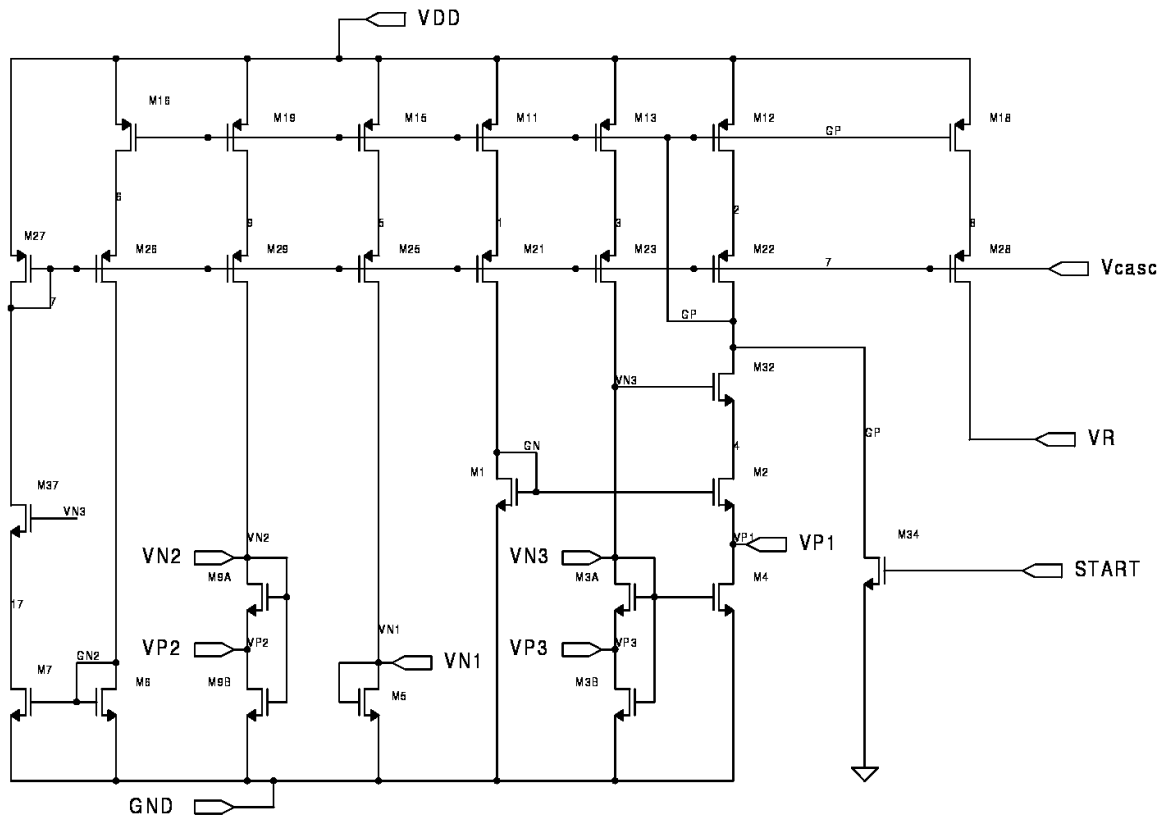 VDD
M16
M19
M15
M11
M13
M12
GP
M18
6
9
5
1
3
2
8
M27
M26
M29
M25
M21
M23
M22
7
M28
Vcasc
7
GP
M32
VN3
GP
VR
4
GN
M1
M2
M37
VN3
VN2
VN2
VN3
M3A
VP1
VP1
M34
M9A
M4
START
17
VN1
VP2
VP2
VN1
VP3
VP3
GN2
M7
M6
M9B
M5
M3B
GND